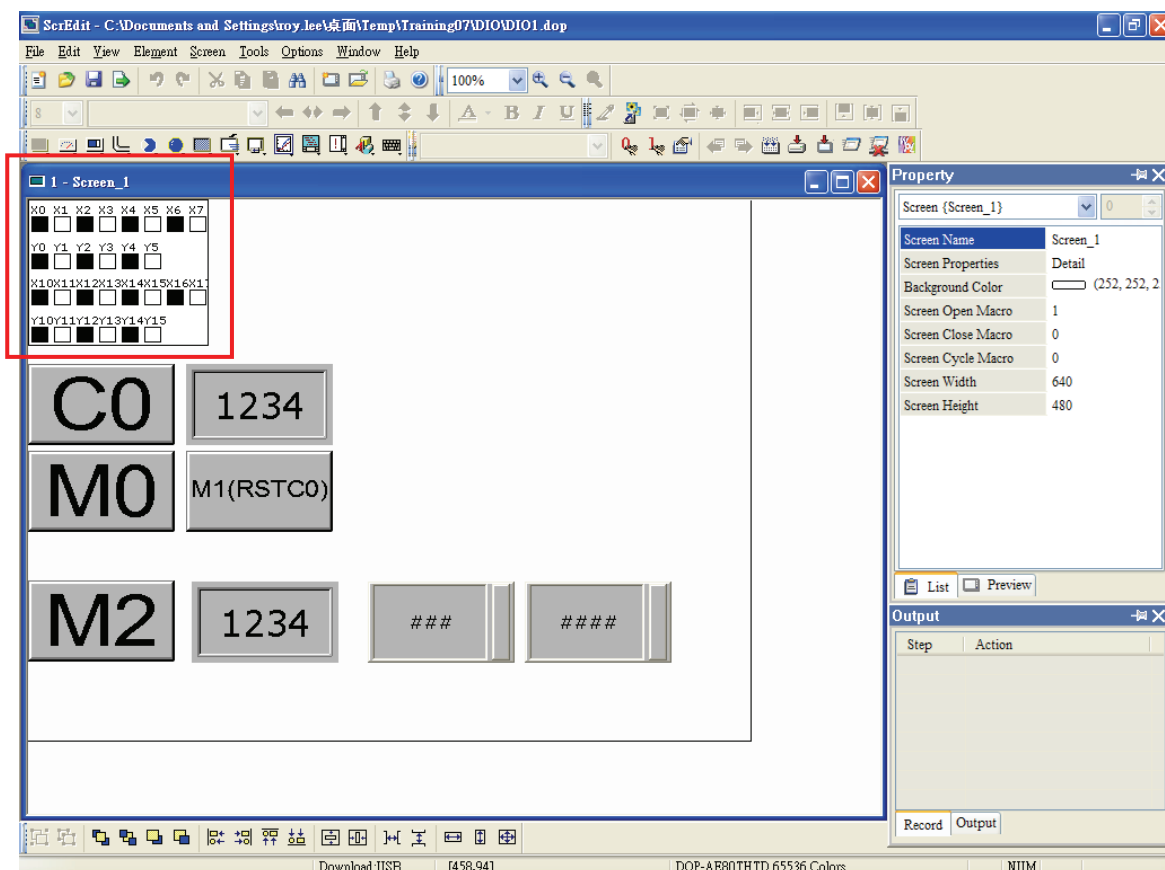 ScrEdit - C:\Documents and Settings\roy.lee\桌面\Temp\Training07\DIO\DIO1.dop
File Edit View Element Screen Tools Options Window Help
100%
8 A B I U
1 - Screen_1
X0 X1 X2 X3 X4 X5 X6 X7
Y0 Y1 Y2 Y3 Y4 Y5
X10X11X12X13X14X15X16X1
Y10Y11Y12Y13Y14Y15
C0 1234
M0 M1(RSTC0)
M2 1234 ### ####
Property
Screen {Screen_1} 0
Screen Name Screen_1
Screen Properties Detail
Background Color (252, 252, 2
Screen Open Macro 1
Screen Close Macro 0
Screen Cycle Macro 0
Screen Width 640
Screen Height 480
List Preview
Output
Step Action
Record Output
Download:USB [458,94] DOP-AE80THTD 65536 Colors NUM